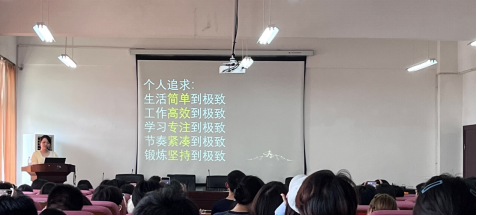 个人追求:
生活简单到极致
工作高效到极致
学习专注到极致
节奏紧凑到极致
锻炼坚持到极致